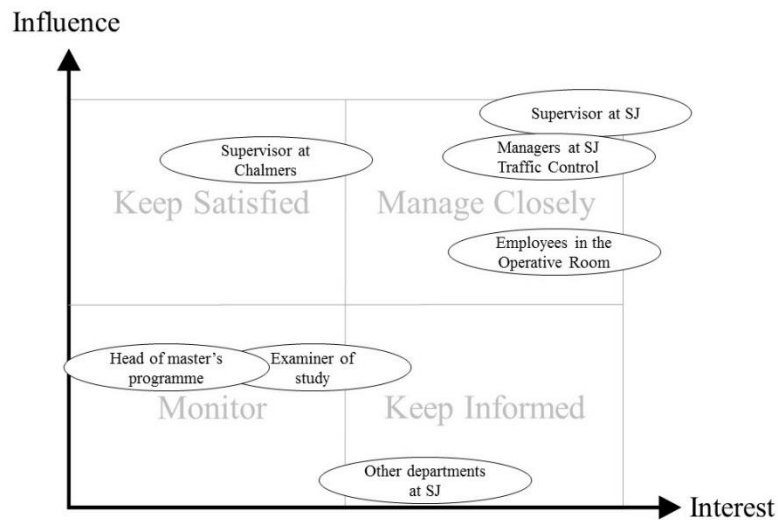 Influence
Supervisor at SJ
Supervisor at
Chalmers
Managers at SJ
Traffic Control
Keep Satisfied
Manage Closely
Employees in the
Operative Room
Head of master’s
programme
Examiner of
study
Monitor
Keep Informed
Other departments
at SJ
Interest